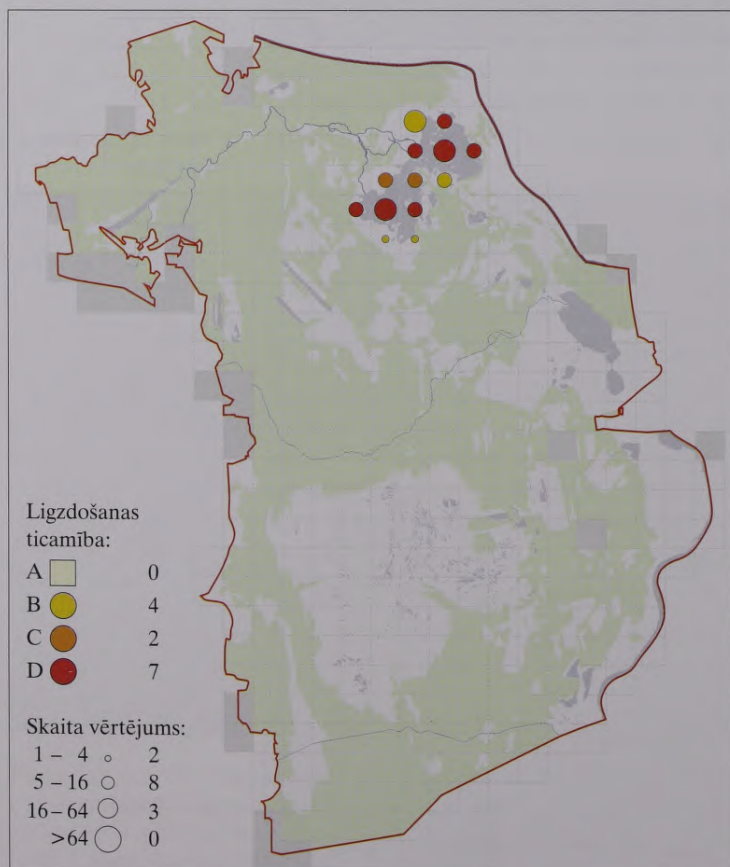 Ligzdošanas
ticamība:
A 0
B 4
C 2
D 7
Skaita vērtējums:
1 – 4 2
5 – 16 8
16 – 64 3
>64 0